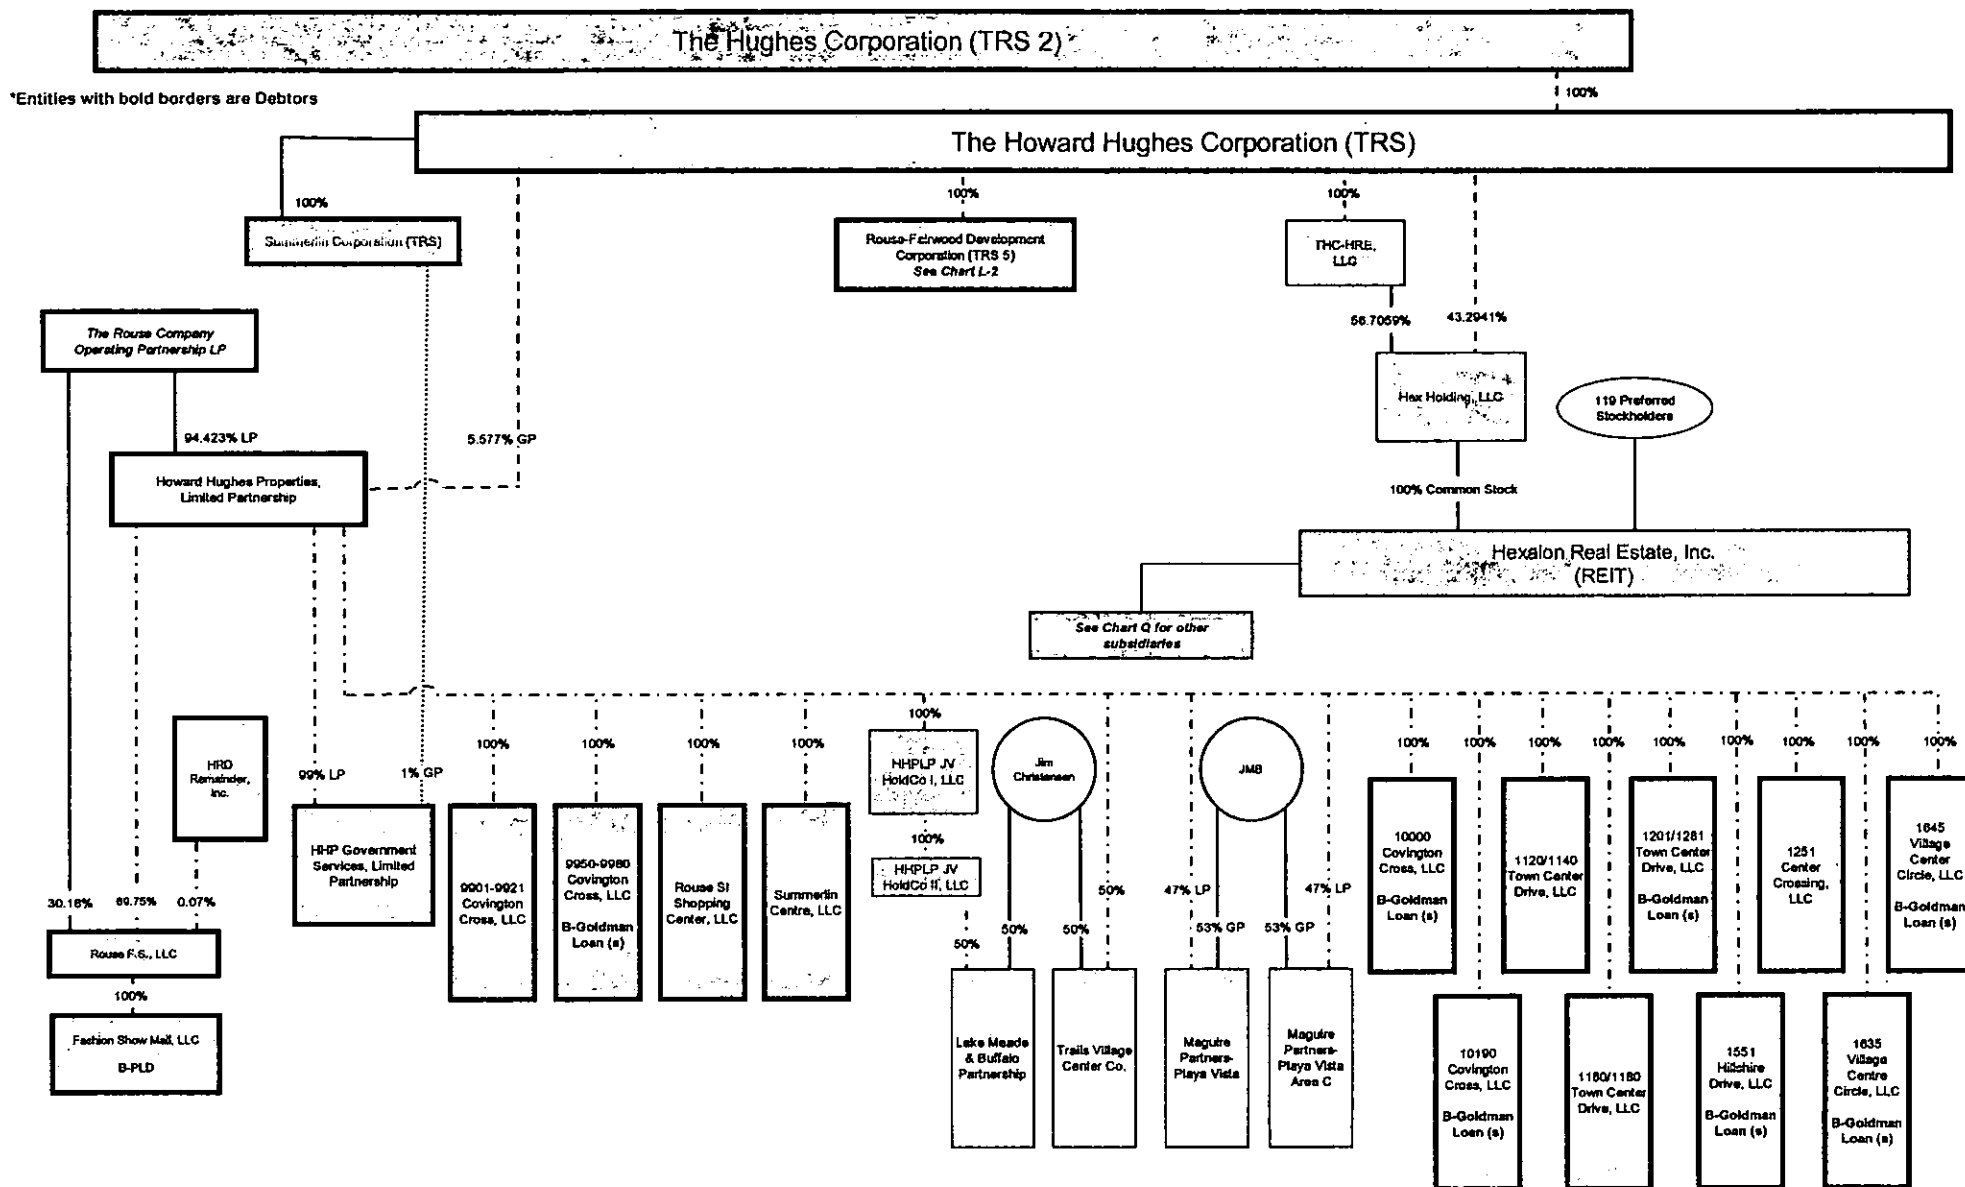 The Hughes Corporation (TRS 2)
*Entities with bold borders are Debtors
100%
The Howard Hughes Corporation (TRS)
100%
100%
100%
Summerlin Corporation (TRS)
Rouse-Fairwood Development
Corporation (TRS 5)
See Chart L-2
THC-HRE,
LLC
The Rouse Company
Operating Partnership LP
56.7059%
43.2941%
Hex Holding, LLC
119 Preferred
Stockholders
94.423% LP
5.577% GP
Howard Hughes Properties,
Limited Partnership
100% Common Stock
Hexalon Real Estate, Inc.
(REIT)
See Chart Q for other
subsidiaries
HRD
Remainder,
Inc.
99% LP
1% GP
100%
100%
100%
100%
100%
HHPLP JV
HoldCo I, LLC
100%
HHPLP JV
HoldCo II, LLC
Jim
Christensen
JMB
HHP Government
Services, Limited
Partnership
9901-9921
Covington
Cross, LLC
9950-9980
Covington
Cross, LLC
B-Goldman
Loan (s)
Rouse SI
Shopping
Center, LLC
Summerlin
Centre, LLC
50%
50%
50%
50%
47% LP
53% GP
53% GP
47% LP
30.18%
69.75%
0.07%
Rouse F.S., LLC
100%
Fashion Show Mall, LLC
B-PLD
Lake Meade
& Buffalo
Partnership
Trails Village
Center Co.
Maguire
Partners-
Playa Vista
Maguire
Partners-
Playa Vista
Area C
100%
100%
100%
100%
100%
100%
100%
100%
100%
10000
Covington
Cross, LLC
B-Goldman
Loan (s)
1120/1140
Town Center
Drive, LLC
1201/1281
Town Center
Drive, LLC
B-Goldman
Loan (s)
1251
Center
Crossing,
LLC
1645
Village
Center
Circle, LLC
B-Goldman
Loan (s)
10190
Covington
Cross, LLC
B-Goldman
Loan (s)
1160/1180
Town Center
Drive, LLC
1551
Hillshire
Drive, LLC
B-Goldman
Loan (s)
1635
Village
Centre
Circle, LLC
B-Goldman
Loan (s)